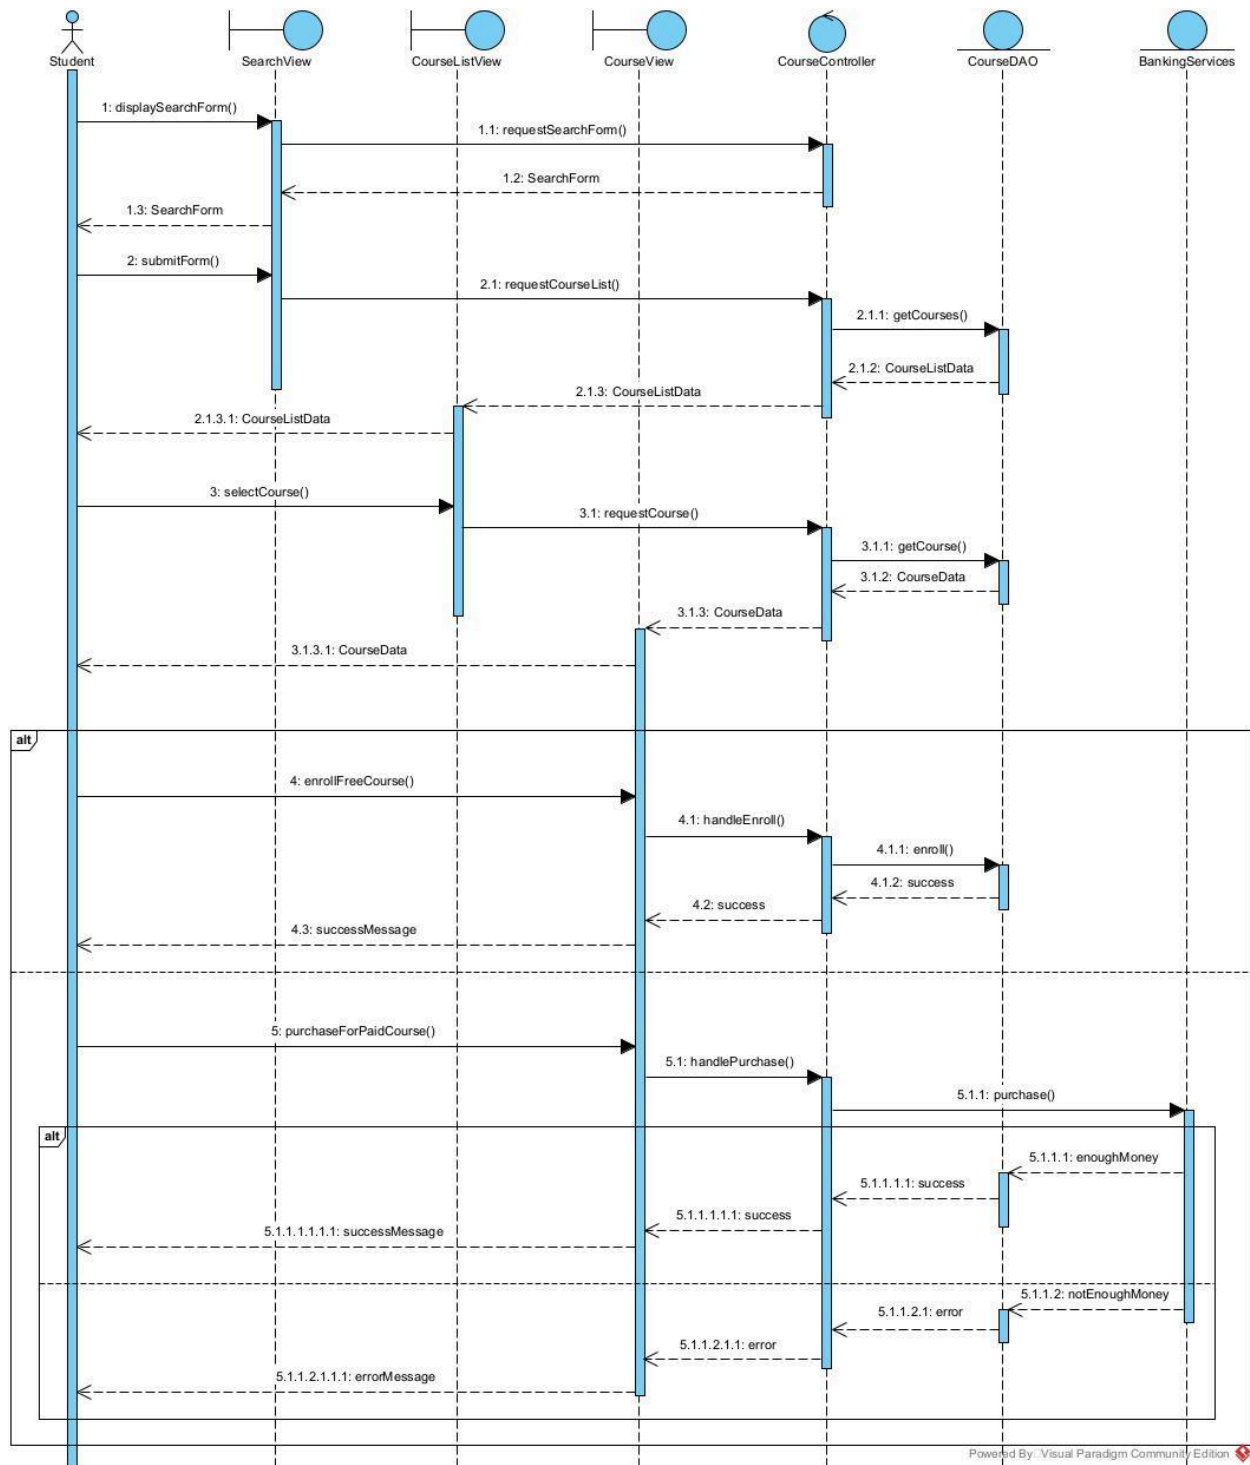 Student
SearchView
CourseListView
CourseView
CourseController
CourseDAO
BankingServices
1: displaySearchForm()
1.1: requestSearchForm()
1.2: SearchForm
1.3: SearchForm
2: submitForm()
2.1: requestCourseList()
2.1.1: getCourses()
2.1.2: CourseListData
2.1.3: CourseListData
2.1.3.1: CourseListData
3: selectCourse()
3.1: requestCourse()
3.1.1: getCourse()
3.1.2: CourseData
3.1.3: CourseData
3.1.3.1: CourseData
alt
4: enrollFreeCourse()
4.1: handleEnroll()
4.1.1: enroll()
4.1.2: success
4.2: success
4.3: successMessage
5: purchaseForPaidCourse()
5.1: handlePurchase()
5.1.1: purchase()
alt
5.1.1.1: enoughMoney
5.1.1.1.1: success
5.1.1.1.1.1: success
5.1.1.1.1.1.1: successMessage
5.1.1.2: notEnoughMoney
5.1.1.2.1: error
5.1.1.2.1.1: error
5.1.1.2.1.1.1: errorMessage
Powered By Visual Paradigm Community Edition